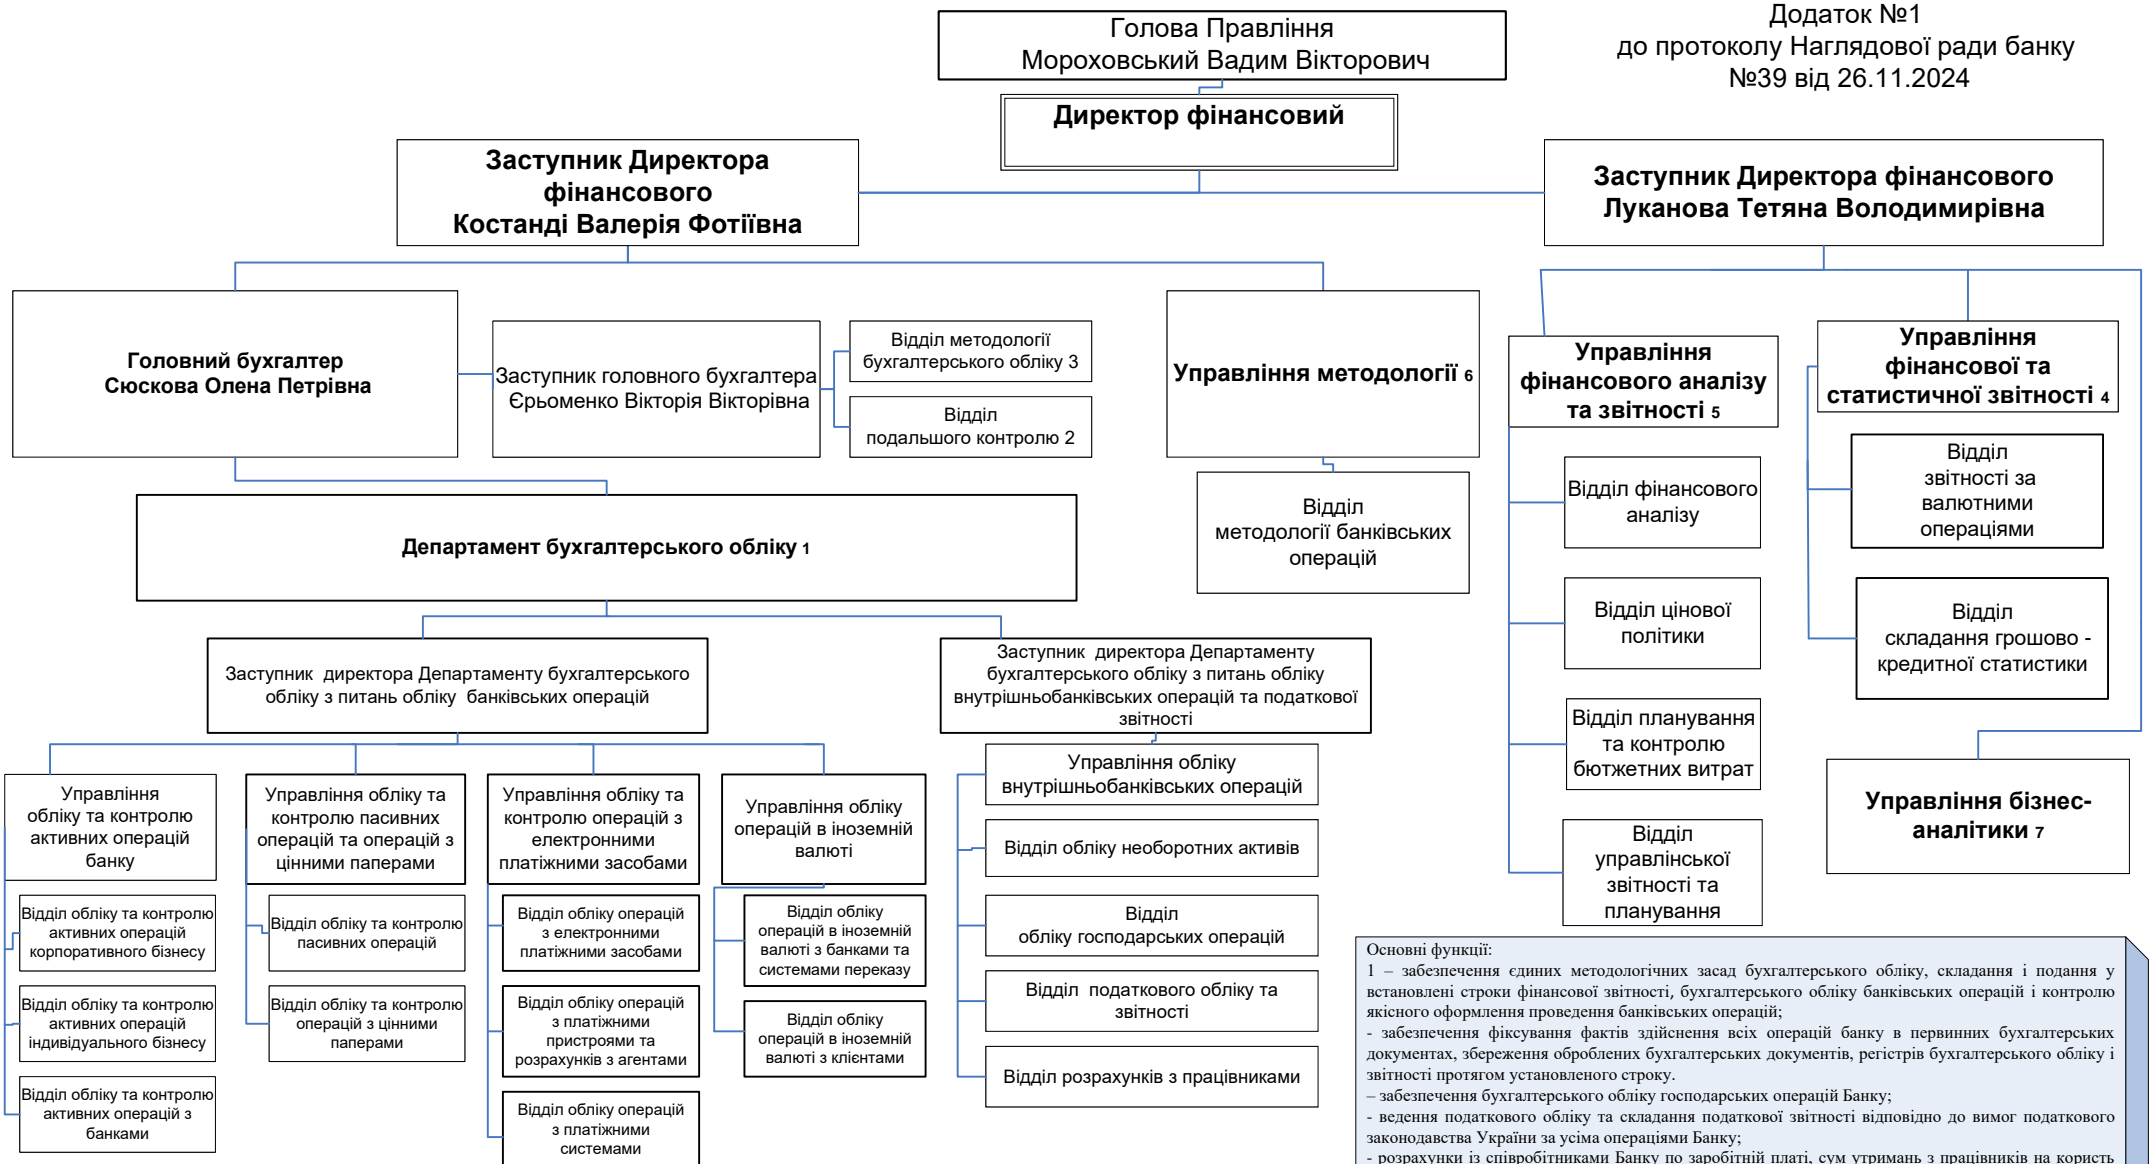 Голова Правління
Мороховський Вадим Вікторович
Додаток №1
до протоколу Наглядової ради банку
№39 від 26.11.2024
Директор фінансовий
Заступник Директора
фінансового
Костанді Валерія Фотіївна
Заступник Директора фінансового
Луканова Тетяна Володимирівна
Головний бухгалтер
Сюскова Олена Петрівна
Заступник головного бухгалтера
Єрьоменко Вікторія Вікторівна
Відділ методології
бухгалтерського обліку 3
Відділ
подальшого контролю 2
Управління методології 6
Відділ
методології банківських
операцій
Управління
фінансового аналізу
та звітності 5
Відділ фінансового
аналізу
Відділ цінової
політики
Відділ планування
та контролю
бютжетних витрат
Відділ
управлінської
звітності та
планування
Управління
фінансової та
статистичної звітності 4
Відділ
звітності за
валютними
операціями
Відділ
складання грошово -
кредитної статистики
Управління бізнес-
аналітики 7
Департамент бухгалтерського обліку 1
Заступник директора Департаменту бухгалтерського
обліку з питань обліку банківських операцій
Заступник директора Департаменту
бухгалтерського обліку з питань обліку
внутрішньобанківських операцій та податкової
звітності
Управління
обліку та контролю
активних операцій
банку
Відділ обліку та контролю
активних операцій
корпоративного бізнесу
Відділ обліку та контролю
активних операцій
індивідуального бізнесу
Відділ обліку та контролю
активних операцій з
банками
Управління обліку та
контролю пасивних
операцій та операцій з
цінними паперами
Відділ обліку та контролю
пасивних операцій
Відділ обліку та контролю
операцій з цінними
паперами
Управління обліку та
контролю операцій з
електронними
платіжними засобами
Відділ обліку операцій
з електронними
платіжними засобами
Відділ обліку операцій
з платіжними
пристроями та
розрахунків з агентами
Відділ обліку операцій
з платіжними
системами
Управління обліку
операцій в іноземній
валюті
Відділ обліку
операцій в іноземній
валюті з банками та
системами переказу
Відділ обліку
операцій в іноземній
валюті з клієнтами
Управління обліку
внутрішньобанківських операцій
Відділ обліку необоротних активів
Відділ
обліку господарських операцій
Відділ податкового обліку та
звітності
Відділ розрахунків з працівниками
Основні функції:
1 – забезпечення єдиних методологічних засад бухгалтерського обліку, складання і подання у
встановлені строки фінансової звітності, бухгалтерського обліку банківських операцій і контролю
якісного оформлення проведення банківських операцій;
- забезпечення фіксування фактів здійснення всіх операцій банку в первинних бухгалтерських
документах, збереження оброблених бухгалтерських документів, регістрів бухгалтерського обліку і
звітності протягом установленого строку.
– забезпечення бухгалтерського обліку господарських операцій Банку;
- ведення податкового обліку та складання податкової звітності відповідно до вимог податкового
законодавства України за усіма операціями Банку;
- розрахунки із співробітниками Банку по заробітній платі, сум утримань з працівників на користь